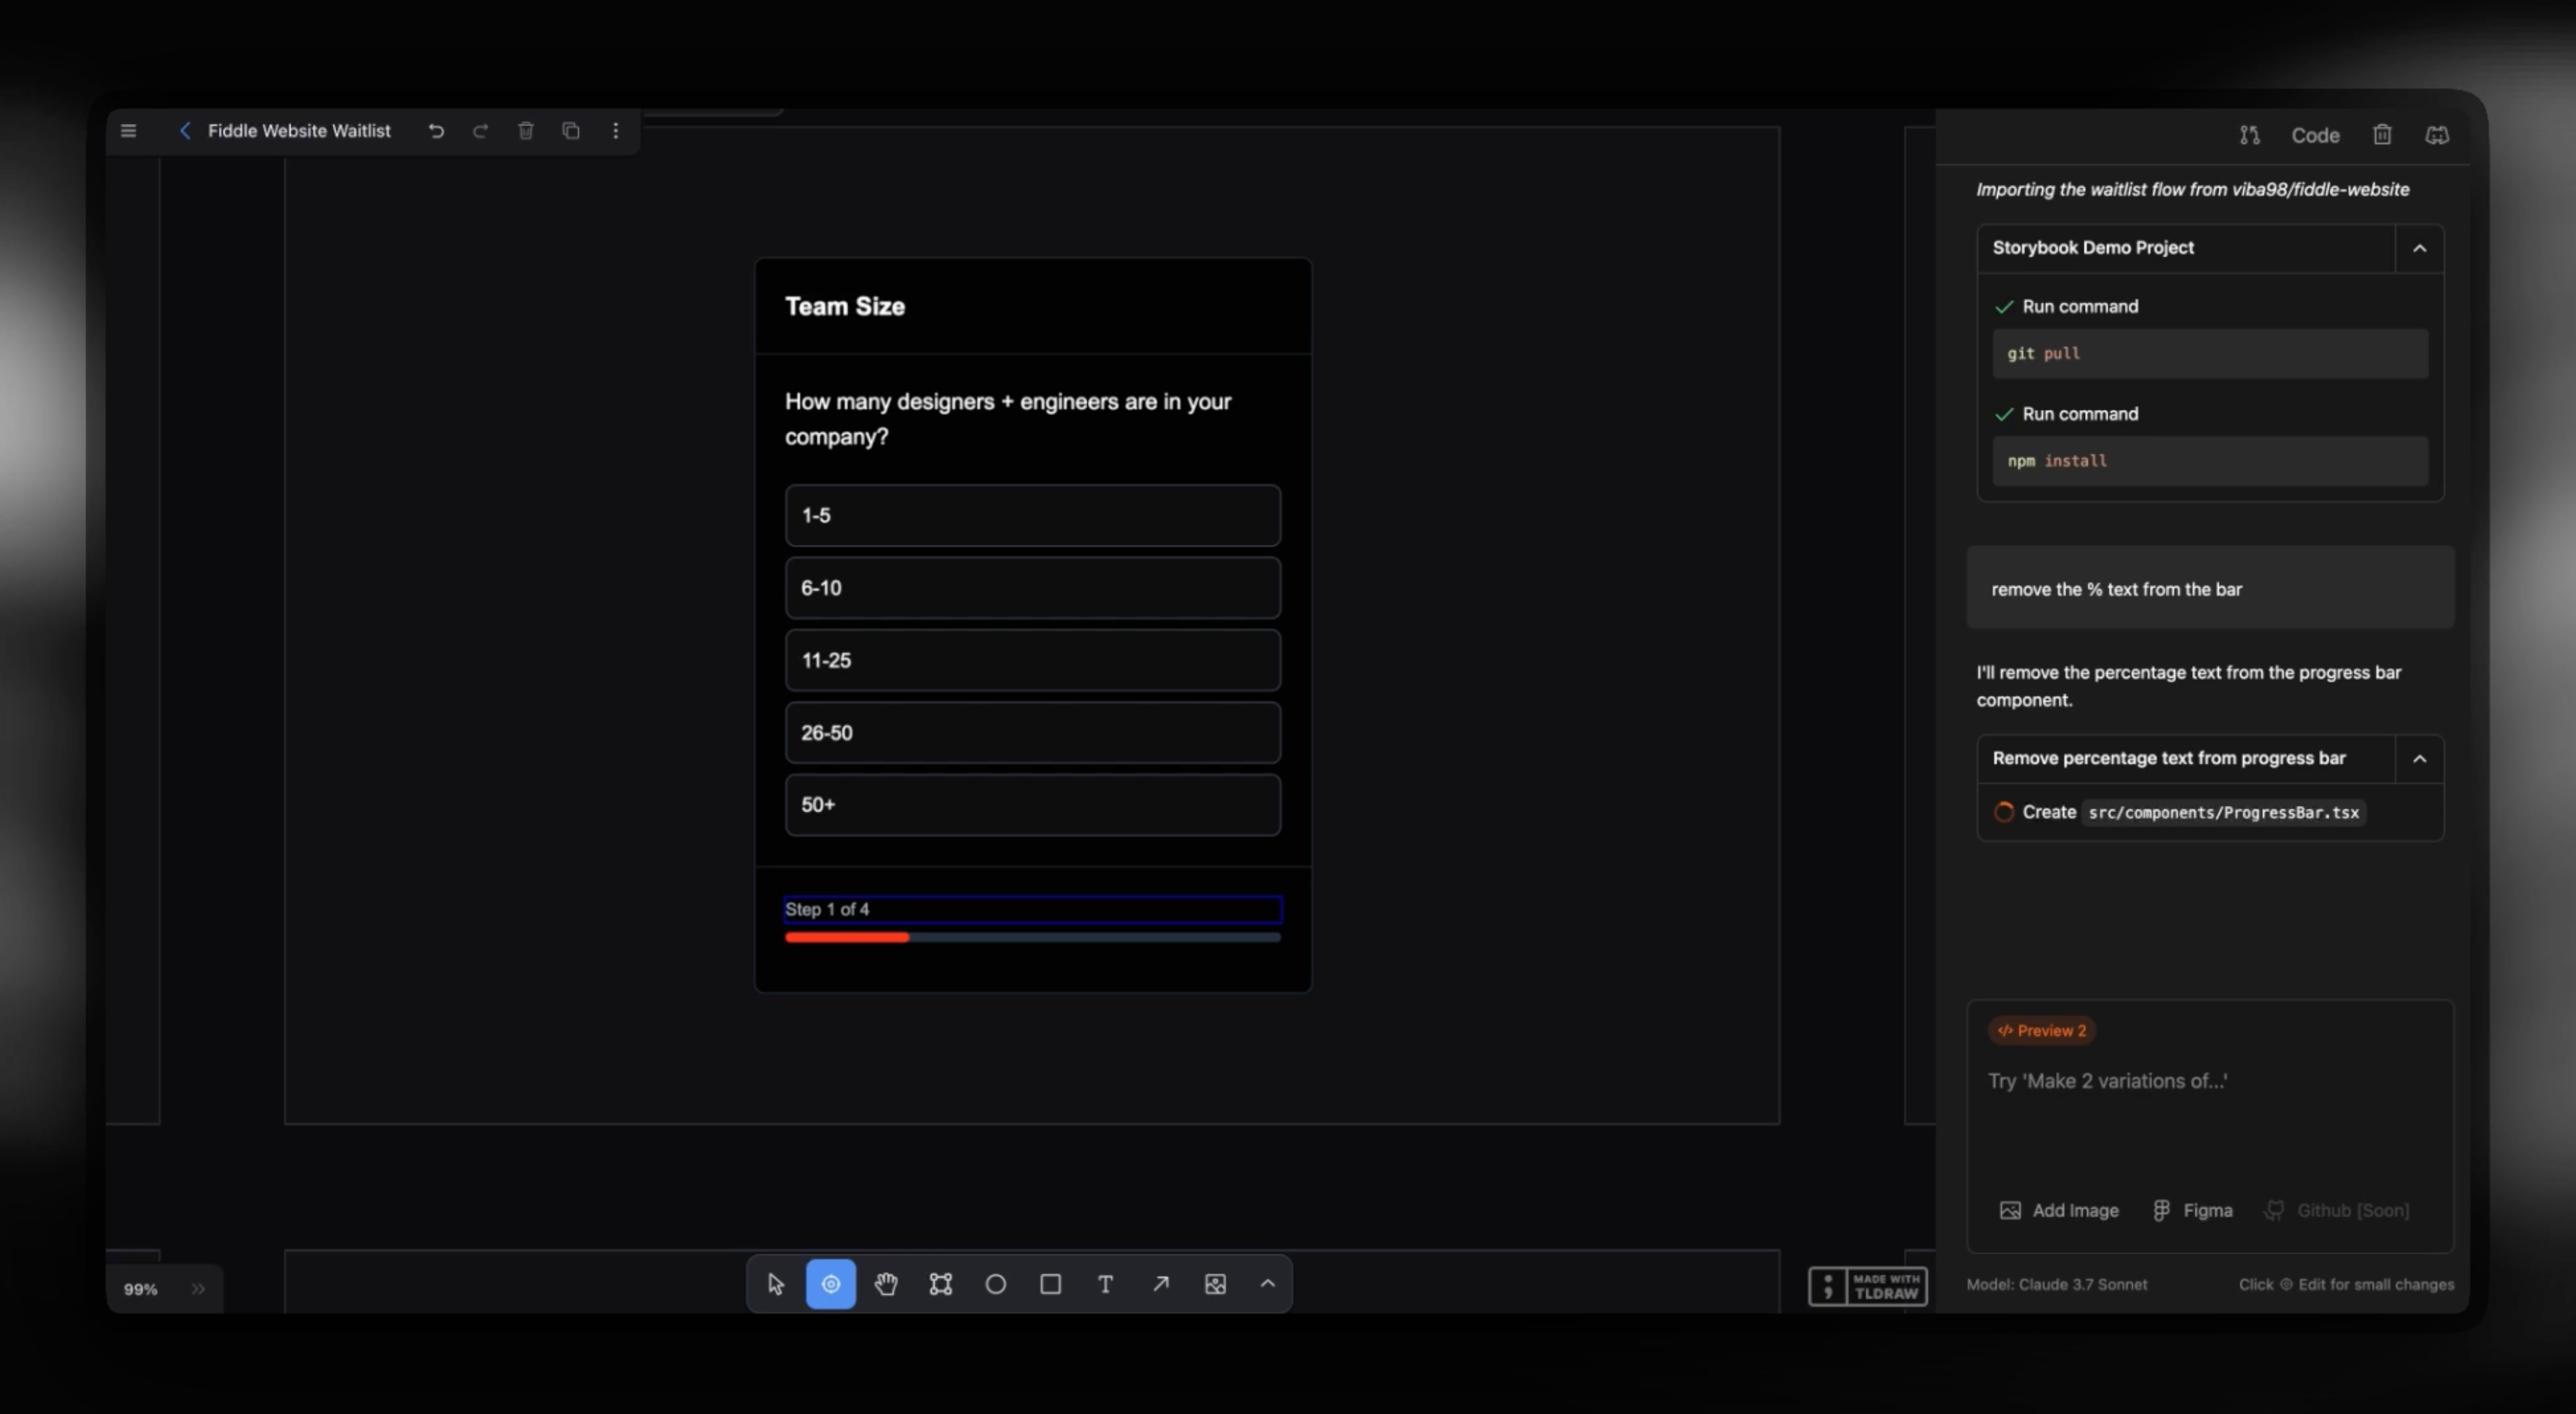 Fiddle Website Waitlist
Team Size
How many designers + engineers are in your
company?
1-5
6-10
11-25
26-50
50+
Step 1 of 4
99%
MADE WITH
TLDRAW
Code
Importing the waitlist flow from viba98/fiddle-website
Storybook Demo Project
Run command
git pull
Run command
npm install
remove the % text from the bar
I'll remove the percentage text from the progress bar
component.
Remove percentage text from progress bar
Create src/components/ProgressBar.tsx
</> Preview 2
Try 'Make 2 variations of...'
Add Image Figma Github [Soon]
Model: Claude 3.7 Sonnet Click Edit for small changes